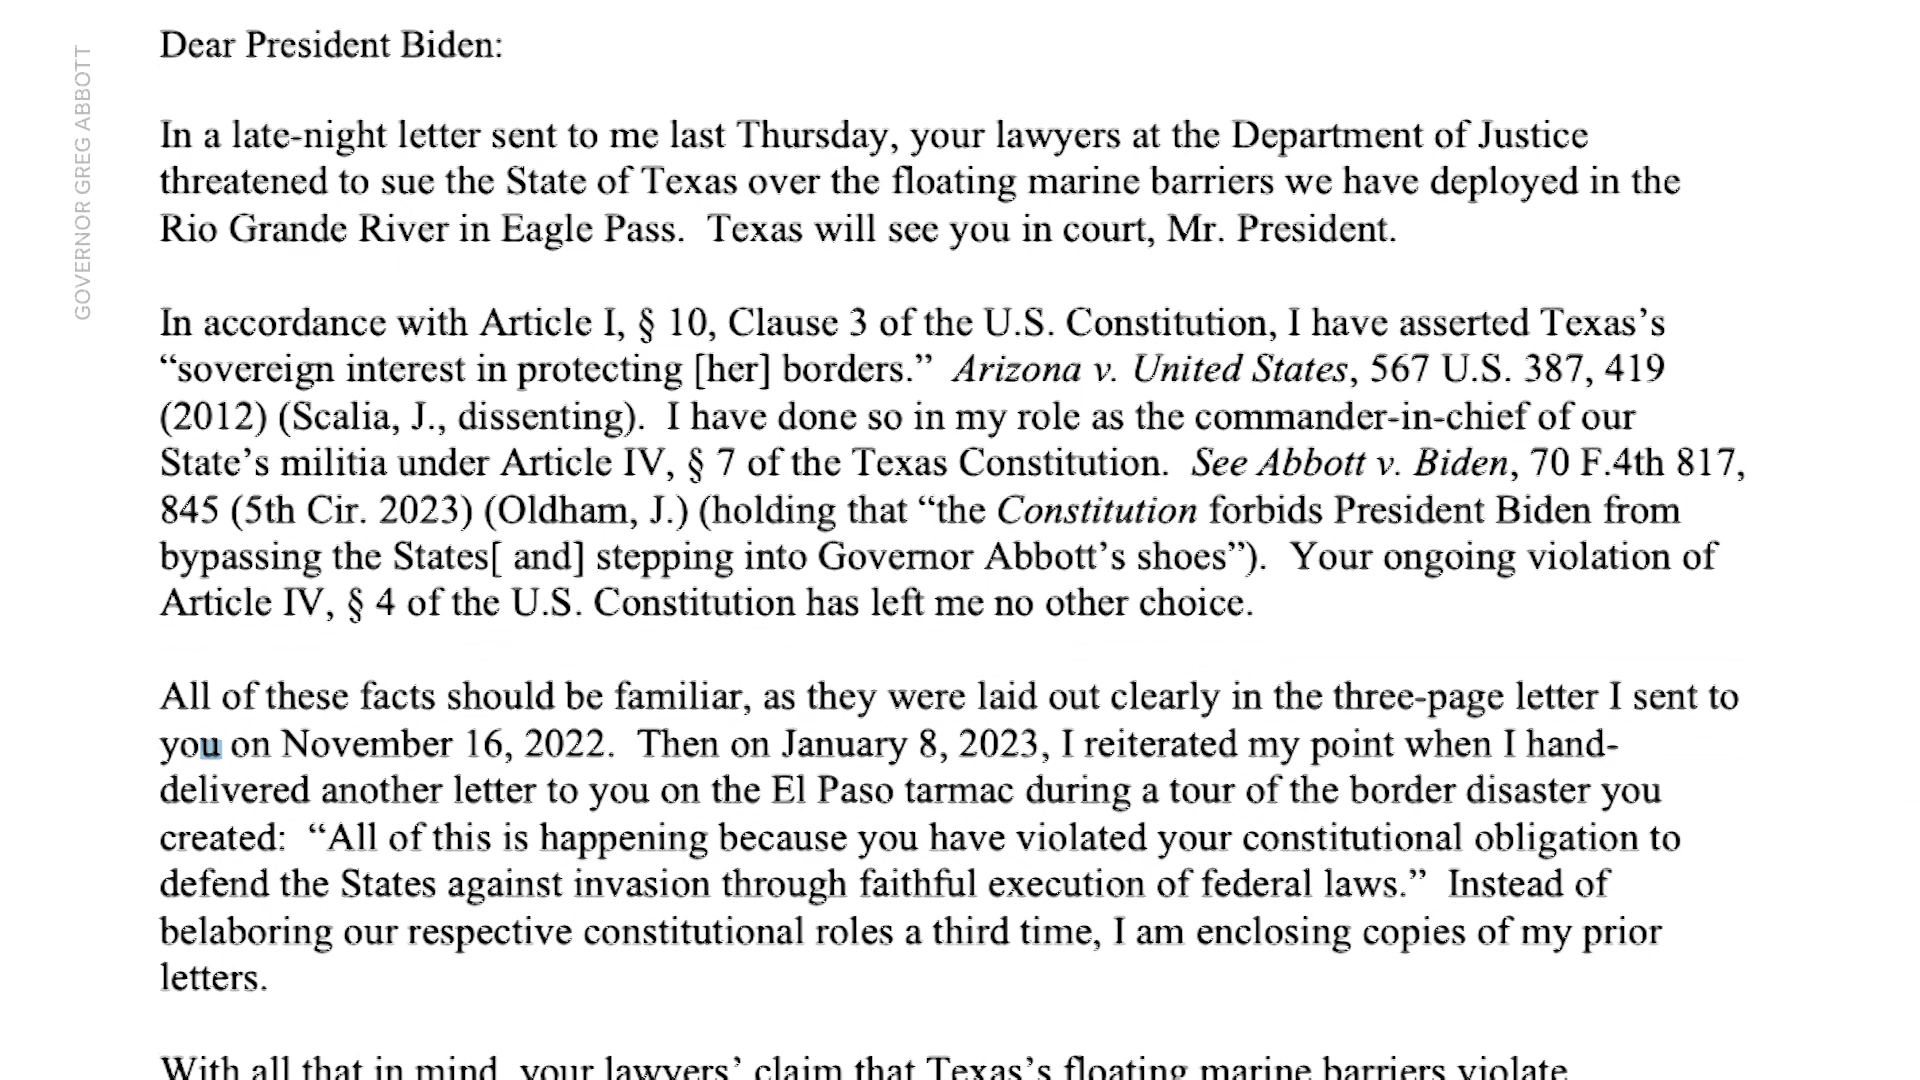 GOVERNOR GREG ABBOTT
Dear President Biden:
In a late-night letter sent to me last Thursday, your lawyers at the Department of Justice
threatened to sue the State of Texas over the floating marine barriers we have deployed in the
Rio Grande River in Eagle Pass.  Texas will see you in court, Mr. President.
In accordance with Article I, § 10, Clause 3 of the U.S. Constitution, I have asserted Texas’s
“sovereign interest in protecting [her] borders.”  Arizona v. United States, 567 U.S. 387, 419
(2012) (Scalia, J., dissenting).  I have done so in my role as the commander-in-chief of our
State’s militia under Article IV, § 7 of the Texas Constitution.  See Abbott v. Biden, 70 F.4th 817,
845 (5th Cir. 2023) (Oldham, J.) (holding that “the Constitution forbids President Biden from
bypassing the States[ and] stepping into Governor Abbott’s shoes”).  Your ongoing violation of
Article IV, § 4 of the U.S. Constitution has left me no other choice.
All of these facts should be familiar, as they were laid out clearly in the three-page letter I sent to
you on November 16, 2022.  Then on January 8, 2023, I reiterated my point when I hand-
delivered another letter to you on the El Paso tarmac during a tour of the border disaster you
created:  “All of this is happening because you have violated your constitutional obligation to
defend the States against invasion through faithful execution of federal laws.”  Instead of
belaboring our respective constitutional roles a third time, I am enclosing copies of my prior
letters.
With all that in mind, your lawyers’ claim that Texas’s floating marine barriers violate